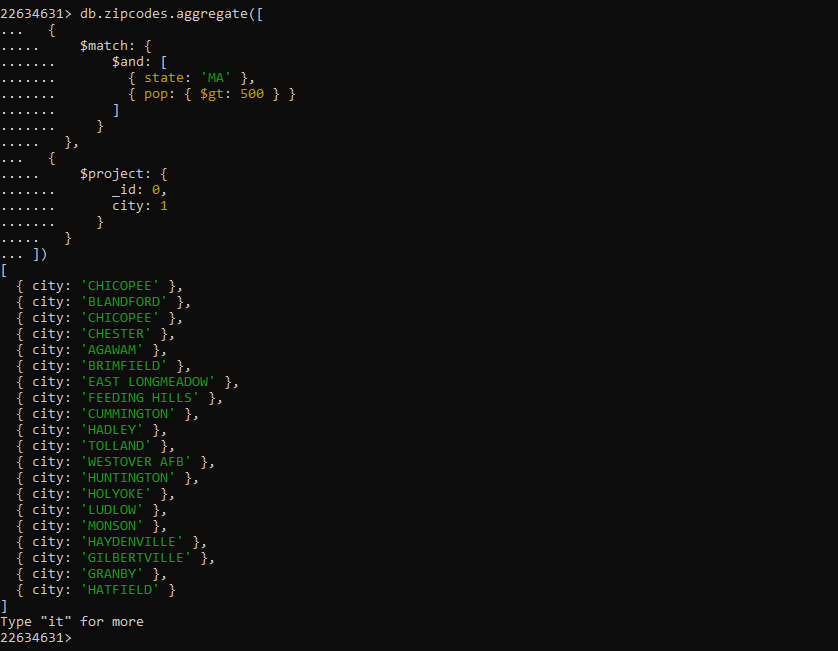 22634631> db.zipcodes.aggregate([
...   {
.....     $match: {
.......       $and: [
.......         { state: 'MA' },
.......         { pop: { $gt: 500 } }
.......       ]
.......     }
.....   },
...   {
.....     $project: {
.......       _id: 0,
.......       city: 1
.......     }
.....   }
... ])
[
  { city: 'CHICOPEE' },
  { city: 'BLANDFORD' },
  { city: 'CHICOPEE' },
  { city: 'CHESTER' },
  { city: 'AGAWAM' },
  { city: 'BRIMFIELD' },
  { city: 'EAST LONGMEADOW' },
  { city: 'FEEDING HILLS' },
  { city: 'CUMMINGTON' },
  { city: 'HADLEY' },
  { city: 'TOLLAND' },
  { city: 'WESTOVER AFB' },
  { city: 'HUNTINGTON' },
  { city: 'HOLYOKE' },
  { city: 'LUDLOW' },
  { city: 'MONSON' },
  { city: 'HAYDENVILLE' },
  { city: 'GILBERTVILLE' },
  { city: 'GRANBY' },
  { city: 'HATFIELD' }
]
Type "it" for more
22634631>